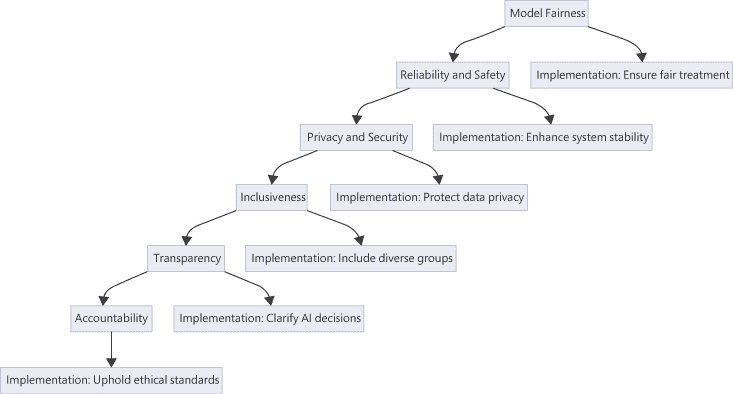 Model Fairness
Reliability and Safety
Implementation: Ensure fair treatment
Privacy and Security
Implementation: Enhance system stability
Inclusiveness
Implementation: Protect data privacy
Transparency
Implementation: Include diverse groups
Accountability
Implementation: Clarify AI decisions
Implementation: Uphold ethical standards